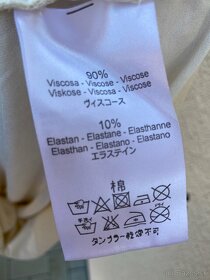 90%
Viscosa - Viscose - Viscose
Viskose - Viscose - Viscosa
ヴィスコース
10%
Elastan - Elastane - Elasthanne
Elasthan - Elastano - Elastano
エラステイン
棉
タンブラー乾燥不可